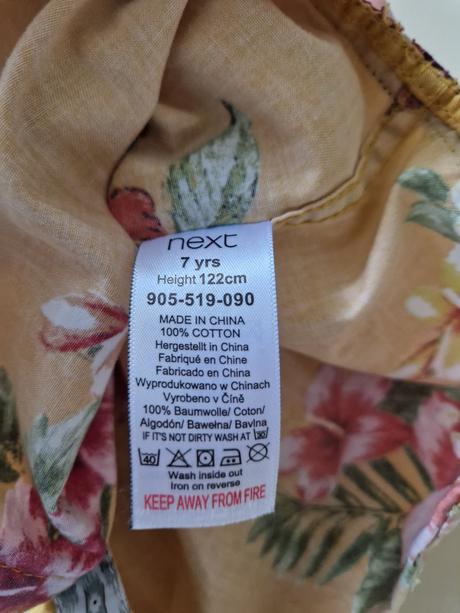 next
7 yrs
Height 122cm
905-519-090
MADE IN CHINA
100% COTTON
Hergestellt in China
Fabriqué en Chine
Fabricado en China
Wyprodukowano w Chinach
Vyrobeno v Číně
100% Baumwolle/ Coton/
Algodón/ Bawełna/ Bavlna
IF IT'S NOT DIRTY WASH AT 30
40
Wash inside out
Iron on reverse
KEEP AWAY FROM FIRE